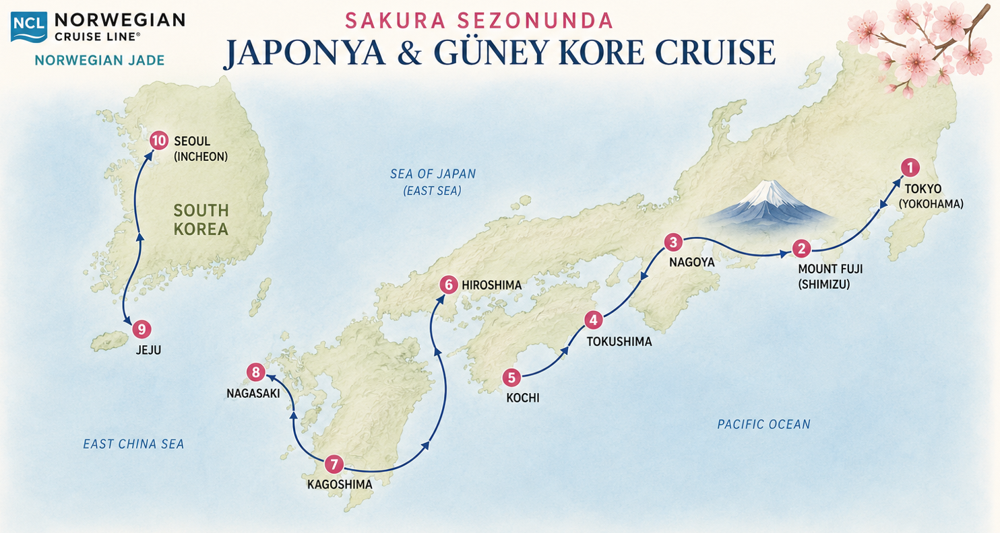 NCL
NORWEGIAN
CRUISE LINE®
NORWEGIAN JADE
SAKURA SEZONUNDA
JAPONYA & GÜNEY KORE CRUISE
10
SEOUL
(INCHEON)
SOUTH
KOREA
SEA OF JAPAN
(EAST SEA)
1
TOKYO
(YOKOHAMA)
2
MOUNT FUJI
(SHIMIZU)
3
NAGOYA
4
TOKUSHIMA
5
KOCHI
6
HIROSHIMA
7
KAGOSHIMA
8
NAGASAKI
9
JEJU
EAST CHINA SEA
PACIFIC OCEAN